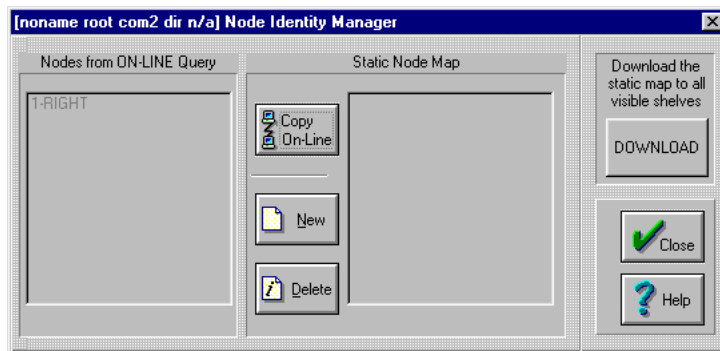 [noname root com2 dir n/a] Node Identity Manager
Nodes from ON-LINE Query
1-RIGHT
Static Node Map
Copy
On-Line
New
Delete
Download the
static map to all
visible shelves
DOWNLOAD
Close
Help